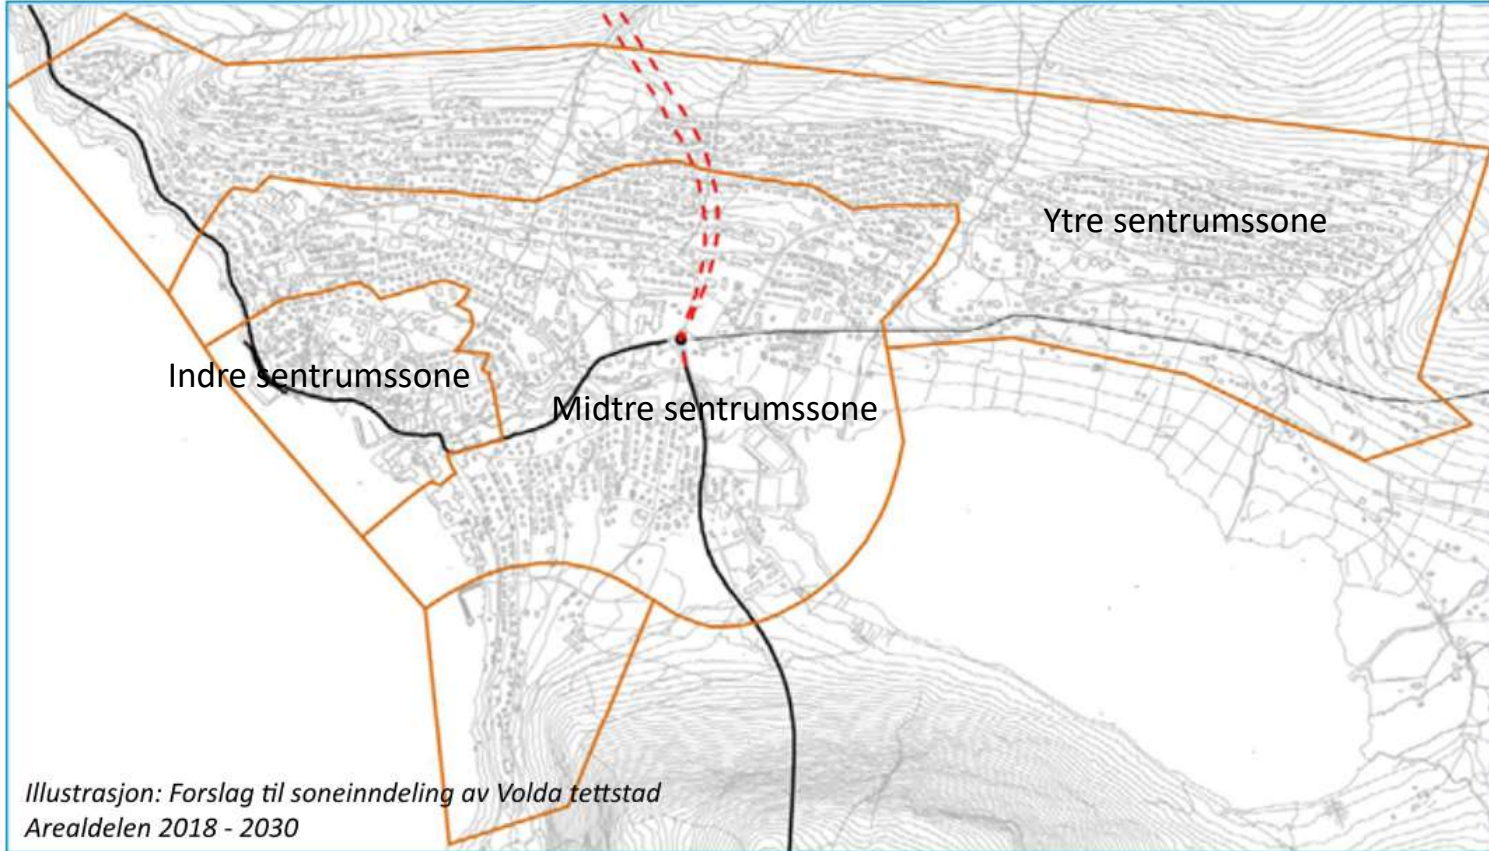 Ytre sentrumssone
Indre sentrumssone
Midtre sentrumssone
Illustrasjon: Forslag til soneinndeling av Volda tettstad
Arealdelen 2018 - 2030